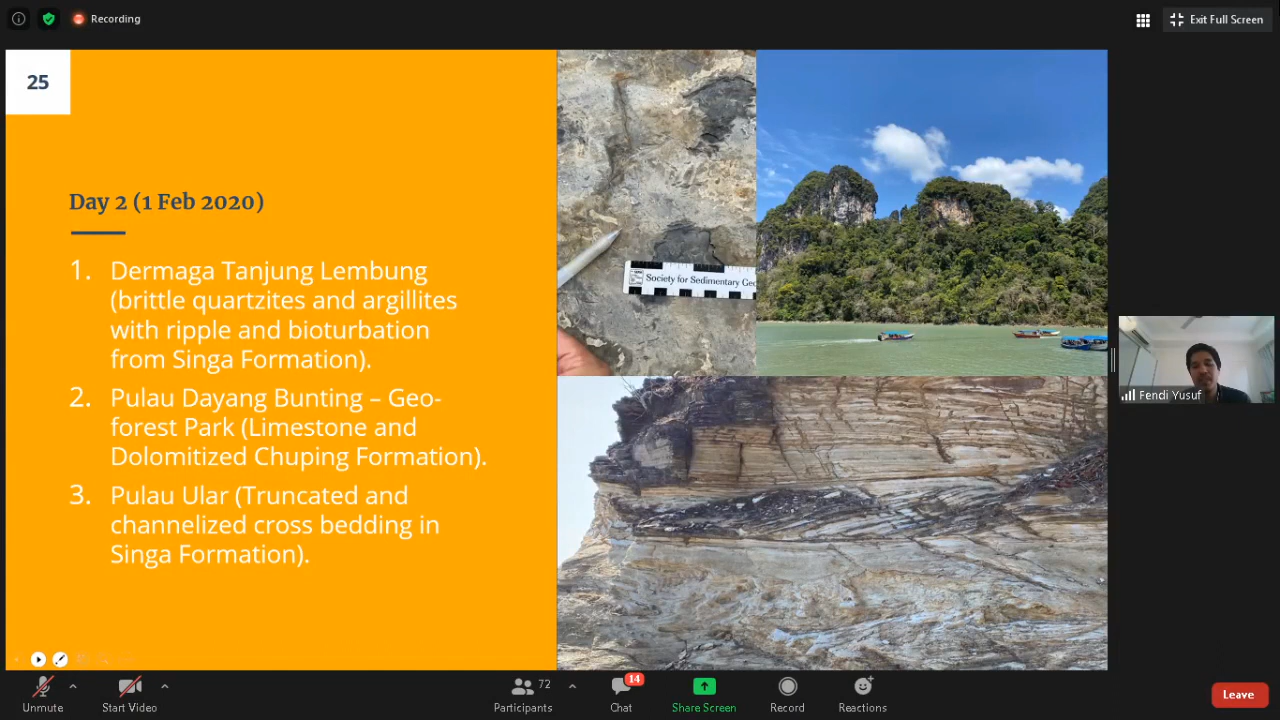 Recording
Exit Full Screen
25
Day 2 (1 Feb 2020)
1. Dermaga Tanjung Lembung
(brittle quartzites and argillites
with ripple and bioturbation
from Singa Formation).
2. Pulau Dayang Bunting – Geo-
forest Park (Limestone and
Dolomitized Chuping Formation).
3. Pulau Ular (Truncated and
channelized cross bedding in
Singa Formation).
Society for Sedimentary Geo
Fendi Yusuf
Unmute
Start Video
72
Participants
14
Chat
Share Screen
Record
Reactions
Leave